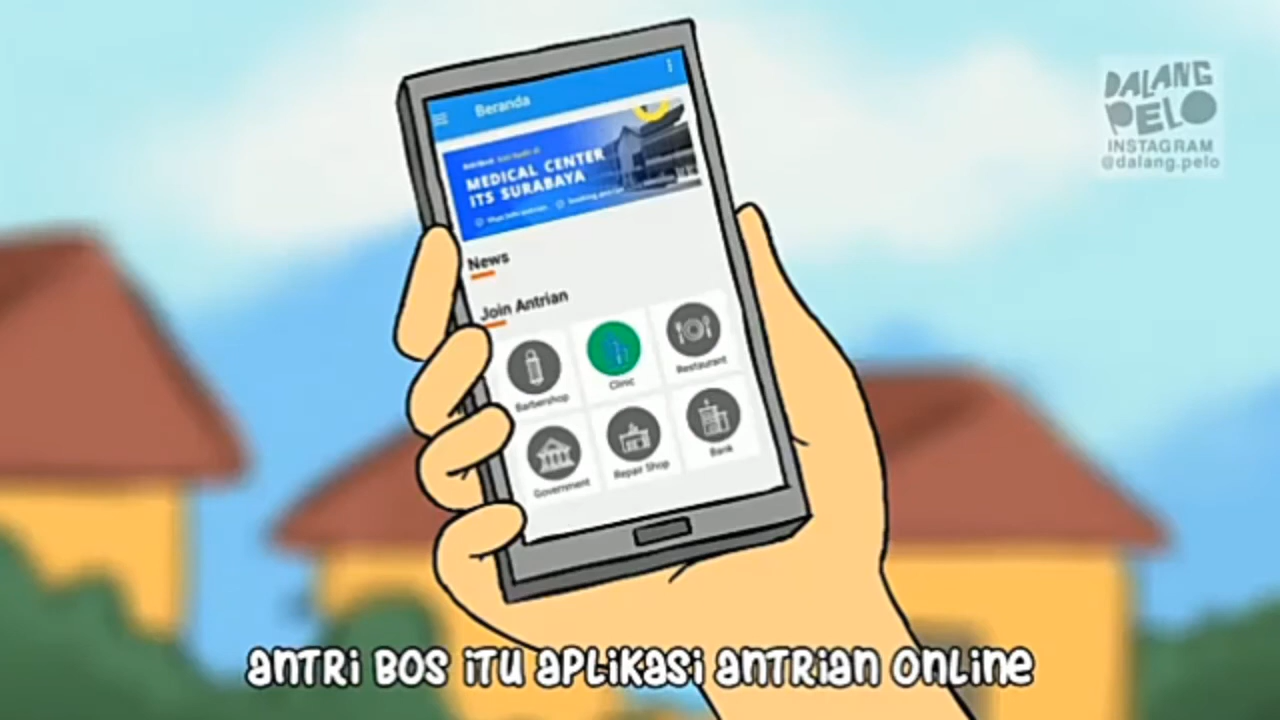 Beranda
MEDICAL CENTER
ITS SURABAYA
News
Join Antrian
Barbershop
Clinic
Restaurant
Government
Repair Shop
Bank
DALANG
PELO
INSTAGRAM
@dalang.pelo
ANTRI BOS ITU APLIKASI ANTRIAN ONLINE